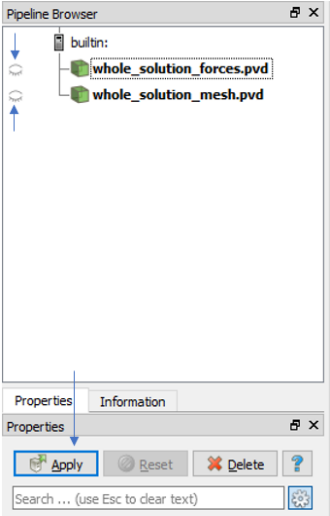 Pipeline Browser
builtin:
whole_solution_forces.pvd
whole_solution_mesh.pvd
Properties Information
Properties
Apply Reset Delete ?
Search ... (use Esc to clear text)